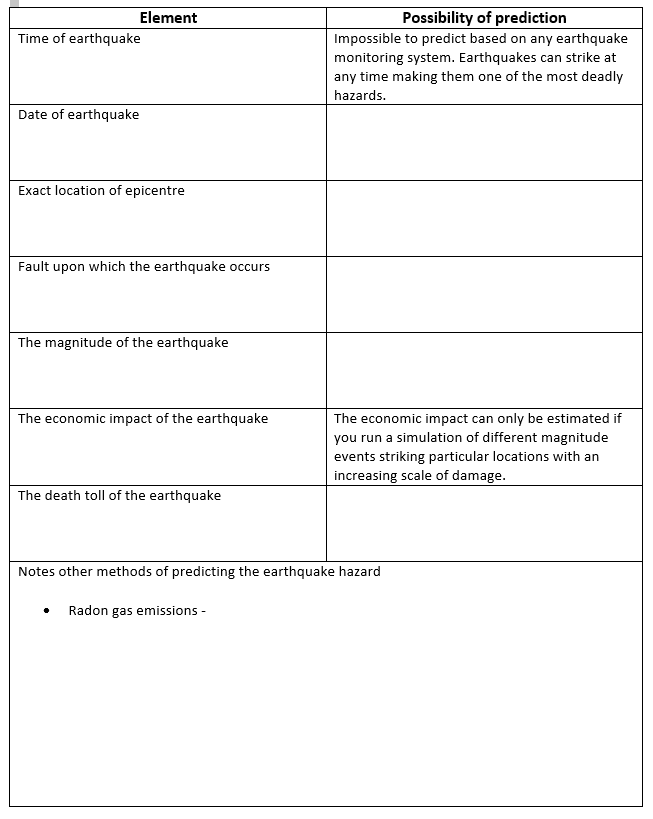 Element
Possibility of prediction
Time of earthquake
Impossible to predict based on any earthquake
monitoring system. Earthquakes can strike at
any time making them one of the most deadly
hazards.
Date of earthquake
Exact location of epicentre
Fault upon which the earthquake occurs
The magnitude of the earthquake
The economic impact of the earthquake
The economic impact can only be estimated if
you run a simulation of different magnitude
events striking particular locations with an
increasing scale of damage.
The death toll of the earthquake
Notes other methods of predicting the earthquake hazard
• Radon gas emissions -